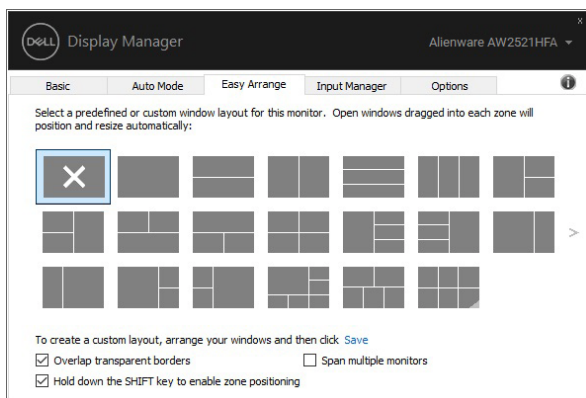 x
DELL Display Manager Alienware AW2521HFA
Basic Auto Mode Easy Arrange Input Manager Options i
Select a predefined or custom window layout for this monitor. Open windows dragged into each zone will
position and resize automatically:
>
To create a custom layout, arrange your windows and then click Save
Overlap transparent borders Span multiple monitors
Hold down the SHIFT key to enable zone positioning